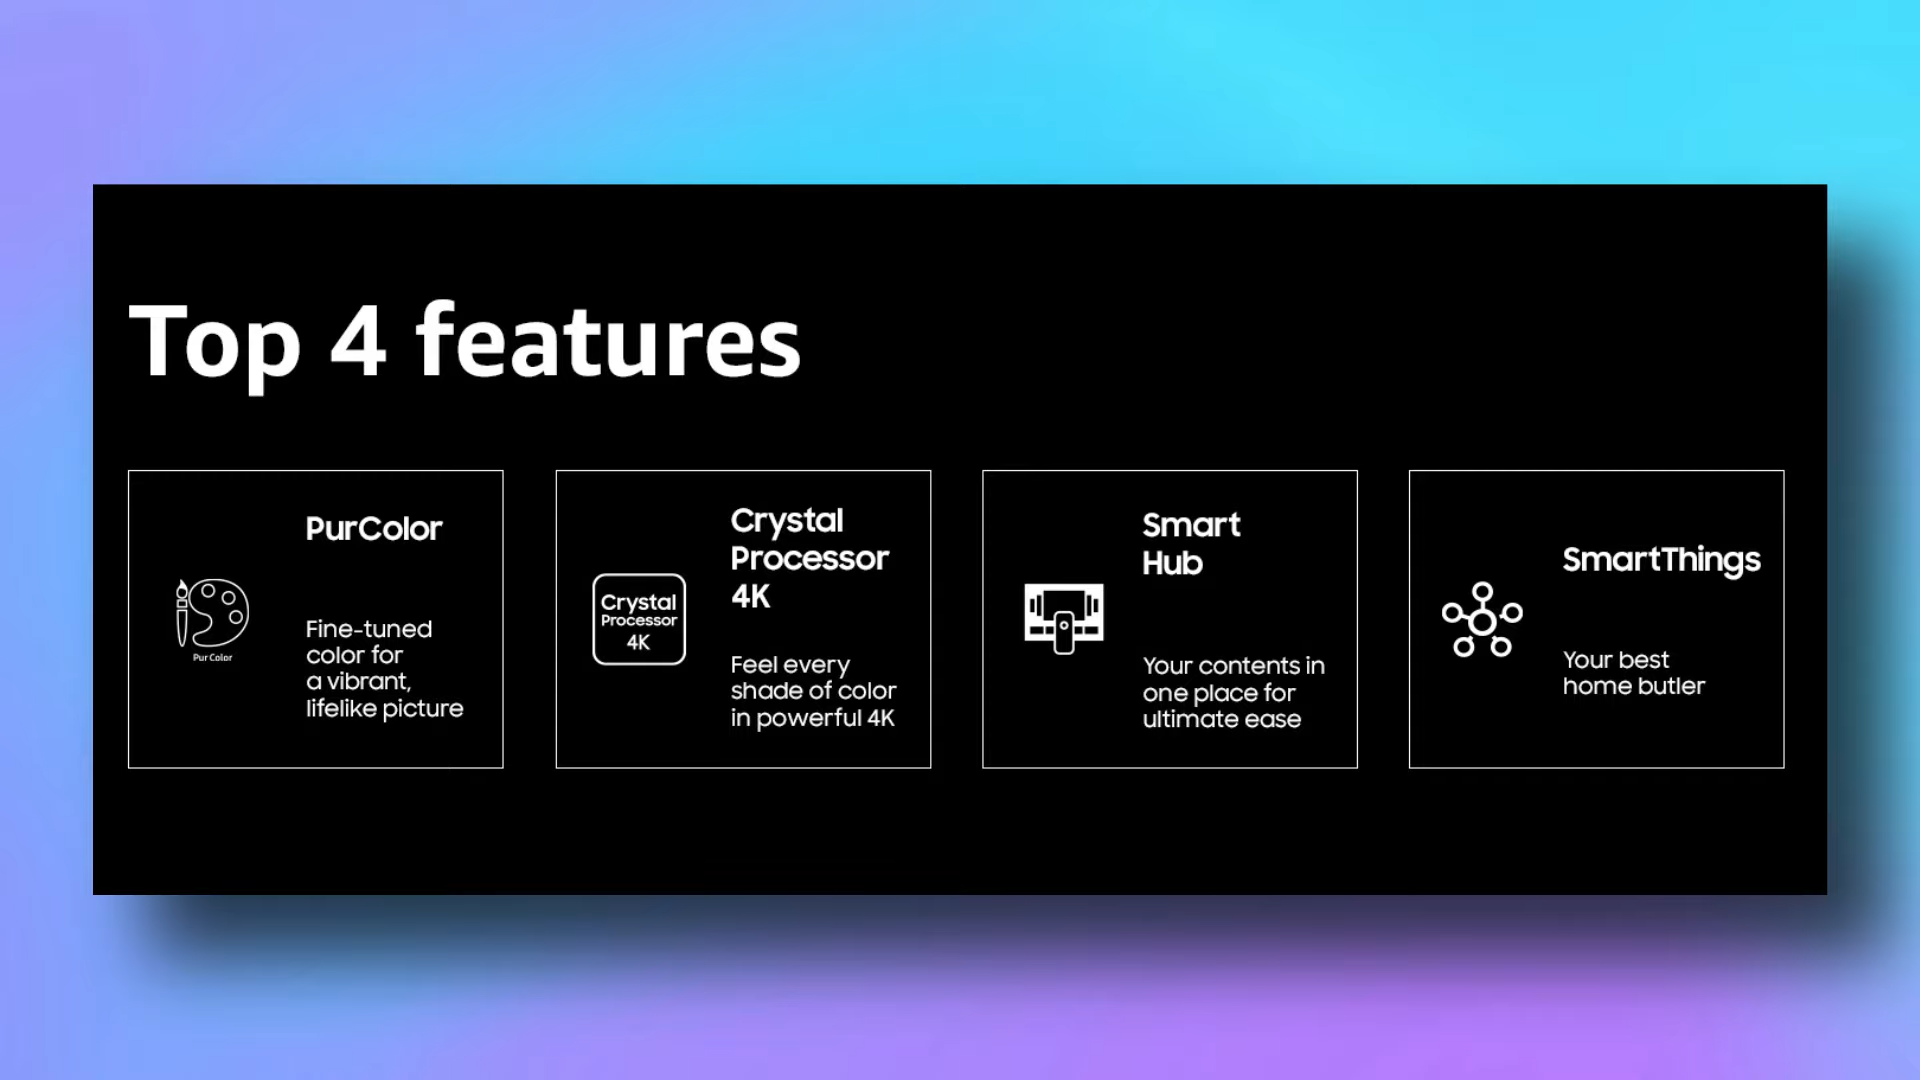 Top 4 features
PurColor
Pur Color
Fine-tuned
color for
a vibrant,
lifelike picture
Crystal
Processor
4K
Crystal
Processor
4K
Feel every
shade of color
in powerful 4K
Smart
Hub
Your contents in
one place for
ultimate ease
SmartThings
Your best
home butler